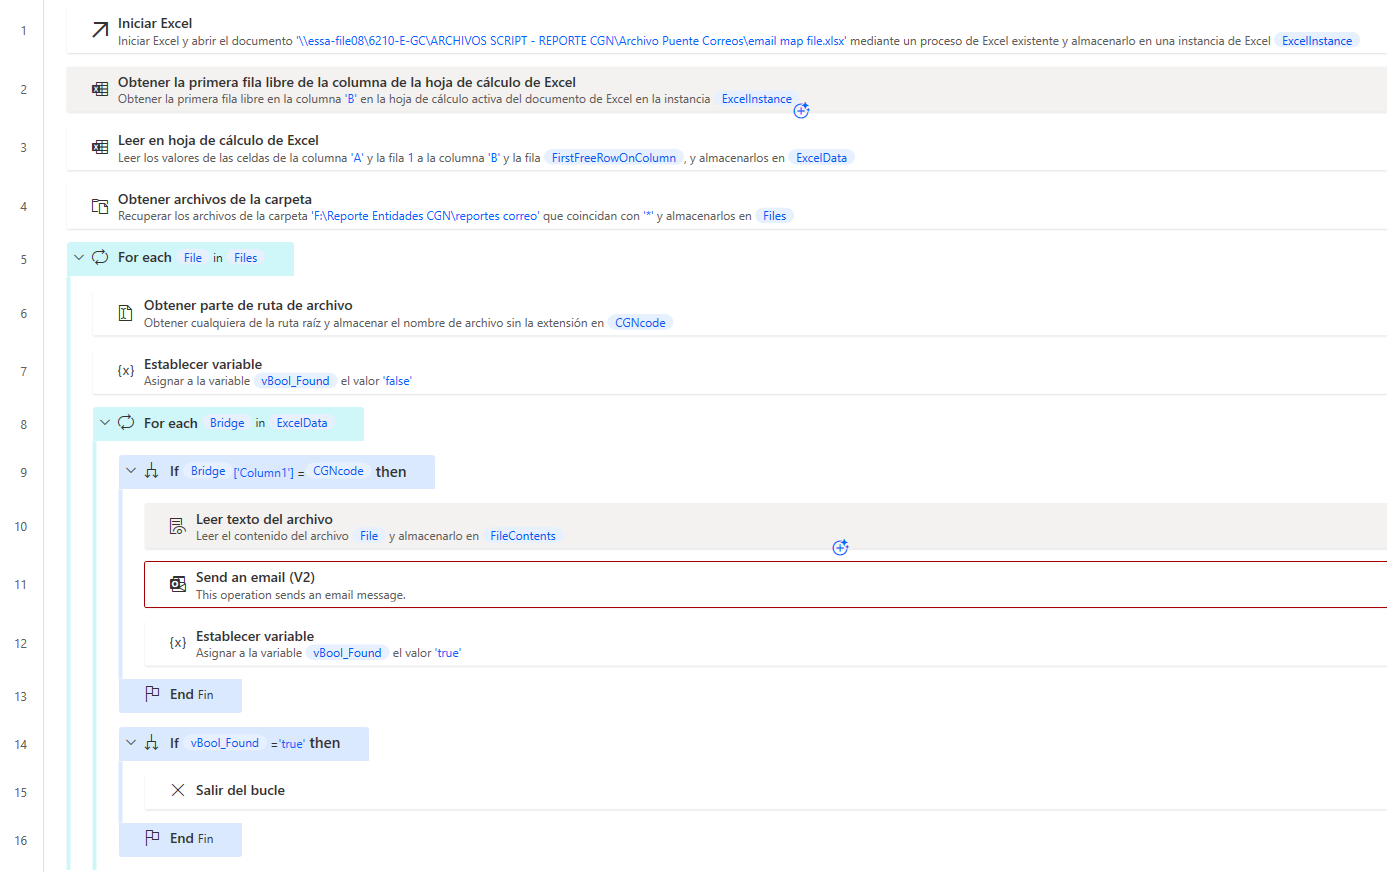 1
Iniciar Excel
Iniciar Excel y abrir el documento '\\essa-file08\6210-E-GC\ARCHIVOS SCRIPT - REPORTE CGN\Archivo Puente Correos\email map file.xlsx' mediante un proceso de Excel existente y almacenarlo en una instancia de Excel ExcelInstance
2
Obtener la primera fila libre de la columna de la hoja de cálculo de Excel
Obtener la primera fila libre en la columna 'B' en la hoja de cálculo activa del documento de Excel en la instancia ExcelInstance
3
Leer en hoja de cálculo de Excel
Leer los valores de las celdas de la columna 'A' y la fila 1 a la columna 'B' y la fila FirstFreeRowOnColumn , y almacenarlos en ExcelData
4
Obtener archivos de la carpeta
Recuperar los archivos de la carpeta 'F:\Reporte Entidades CGN\reportes correo' que coincidan con '*' y almacenarlos en Files
5 For each File in Files
6
Obtener parte de ruta de archivo
Obtener cualquiera de la ruta raíz y almacenar el nombre de archivo sin la extensión en CGNcode
7
{x} Establecer variable
Asignar a la variable vBool_Found el valor 'false'
8 For each Bridge in ExcelData
9 If Bridge ['Column1'] = CGNcode then
10
Leer texto del archivo
Leer el contenido del archivo File y almacenarlo en FileContents
11
Send an email (V2)
This operation sends an email message.
12
{x} Establecer variable
Asignar a la variable vBool_Found el valor 'true'
13 End Fin
14 If vBool_Found ='true' then
15 Salir del bucle
16 End Fin